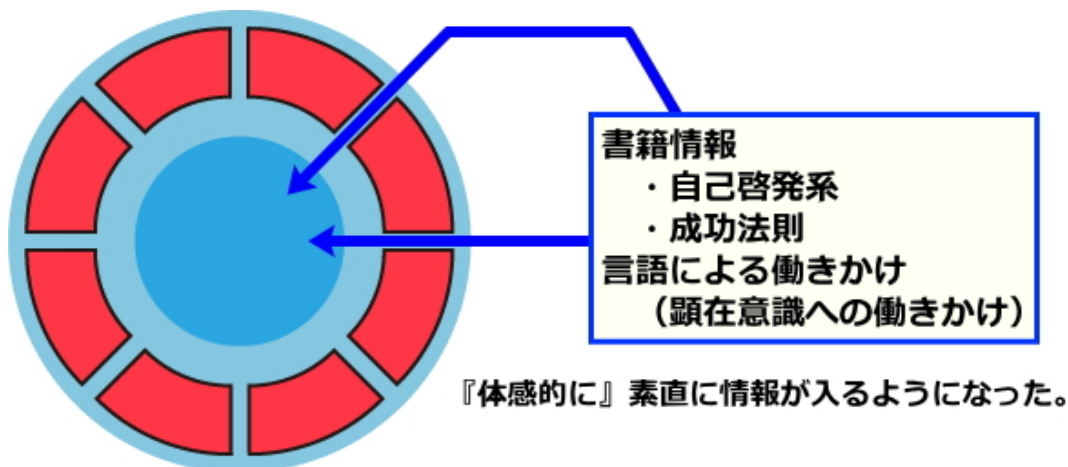 書籍情報
・自己啓発系
・成功法則
言語による働きかけ
（顕在意識への働きかけ）
『体感的に』素直に情報が入るようになった。